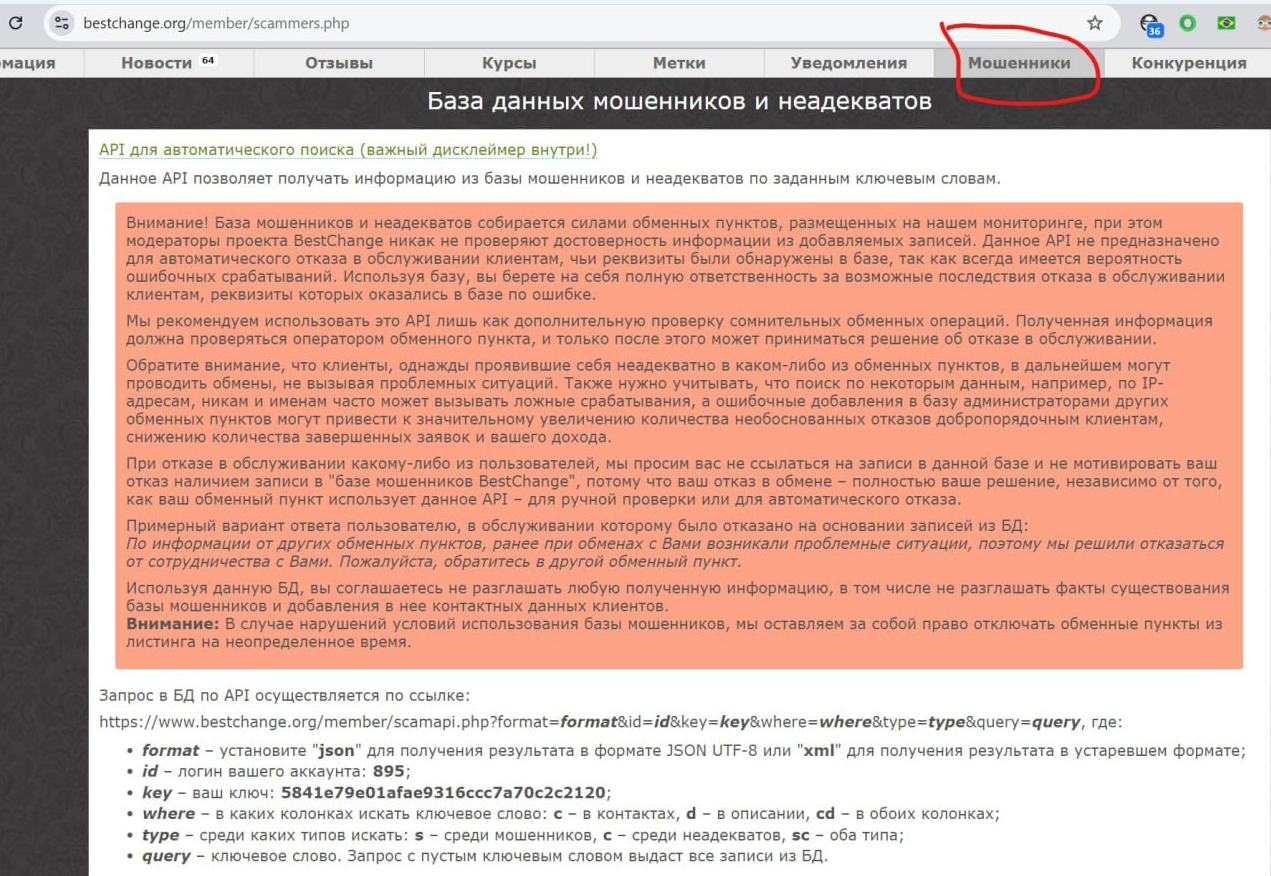 bestchange.org/member/scammers.php
36
мация Новости 64 Отзывы Курсы Метки Уведомления Мошенники Конкуренция
База данных мошенников и неадекватов
API для автоматического поиска (важный дисклеймер внутри!)
Данное API позволяет получать информацию из базы мошенников и неадекватов по заданным ключевым словам.
Внимание! База мошенников и неадекватов собирается силами обменных пунктов, размещенных на нашем мониторинге, при этом
модераторы проекта BestChange никак не проверяют достоверность информации из добавляемых записей. Данное API не предназначено
для автоматического отказа в обслуживании клиентам, чьи реквизиты были обнаружены в базе, так как всегда имеется вероятность
ошибочных срабатываний. Используя базу, вы берете на себя полную ответственность за возможные последствия отказа в обслуживании
клиентам, реквизиты которых оказались в базе по ошибке.
Мы рекомендуем использовать это API лишь как дополнительную проверку сомнительных обменных операций. Полученная информация
должна проверяться оператором обменного пункта, и только после этого может приниматься решение об отказе в обслуживании.
Обратите внимание, что клиенты, однажды проявившие себя неадекватно в каком-либо из обменных пунктов, в дальнейшем могут
проводить обмены, не вызывая проблемных ситуаций. Также нужно учитывать, что поиск по некоторым данным, например, по IP-
адресам, никам и именам часто может вызывать ложные срабатывания, а ошибочные добавления в базу администраторами других
обменных пунктов могут привести к значительному увеличению количества необоснованных отказов добропорядочным клиентам,
снижению количества завершенных заявок и вашего дохода.
При отказе в обслуживании какому-либо из пользователей, мы просим вас не ссылаться на записи в данной базе и не мотивировать ваш
отказ наличием записи в "базе мошенников BestChange", потому что ваш отказ в обмене – полностью ваше решение, независимо от того,
как ваш обменный пункт использует данное API – для ручной проверки или для автоматического отказа.
Примерный вариант ответа пользователю, в обслуживании которому было отказано на основании записей из БД:
По информации от других обменных пунктов, ранее при обменах с Вами возникали проблемные ситуации, поэтому мы решили отказаться
от сотрудничества с Вами. Пожалуйста, обратитесь в другой обменный пункт.
Используя данную БД, вы соглашаетесь не разглашать любую полученную информацию, в том числе не разглашать факты существования
базы мошенников и добавления в нее контактных данных клиентов.
Внимание: В случае нарушений условий использования базы мошенников, мы оставляем за собой право отключать обменные пункты из
листинга на неопределенное время.
Запрос в БД по API осуществляется по ссылке:
https://www.bestchange.org/member/scamapi.php?format=format&id=id&key=key&where=where&type=type&query=query, где:
• format – установите "json" для получения результата в формате JSON UTF-8 или "xml" для получения результата в устаревшем формате;
• id – логин вашего аккаунта: 895;
• key – ваш ключ: 5841e79e01afae9316ccc7a70c2c2120;
• where – в каких колонках искать ключевое слово: c – в контактах, d – в описании, cd – в обоих колонках;
• type – среди каких типов искать: s – среди мошенников, c – среди неадекватов, sc – оба типа;
• query – ключевое слово. Запрос с пустым ключевым словом выдаст все записи из БД.